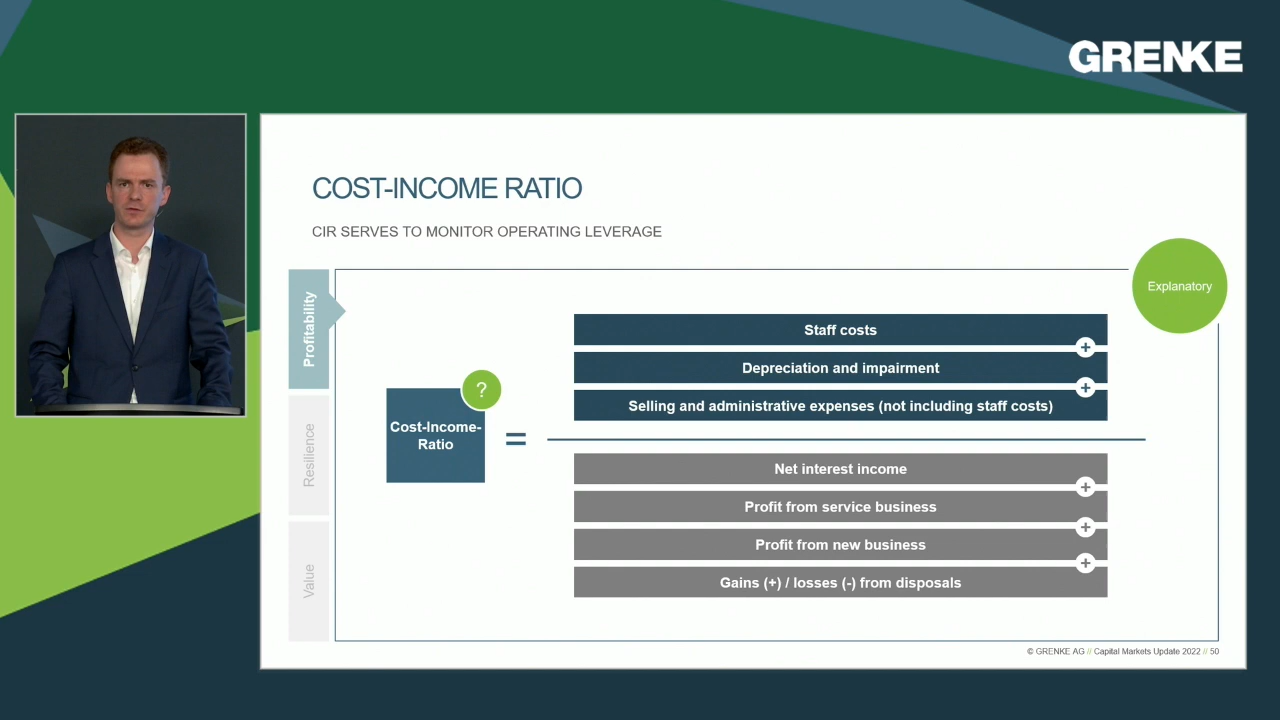 GRENKE
COST-INCOME RATIO
CIR SERVES TO MONITOR OPERATING LEVERAGE
Explanatory
Profitability
Resilience
Value
?
Cost-Income-
Ratio
=
Staff costs
+
Depreciation and impairment
+
Selling and administrative expenses (not including staff costs)
Net interest income
+
Profit from service business
+
Profit from new business
+
Gains (+) / losses (-) from disposals
© GRENKE AG // Capital Markets Update 2022 // 50